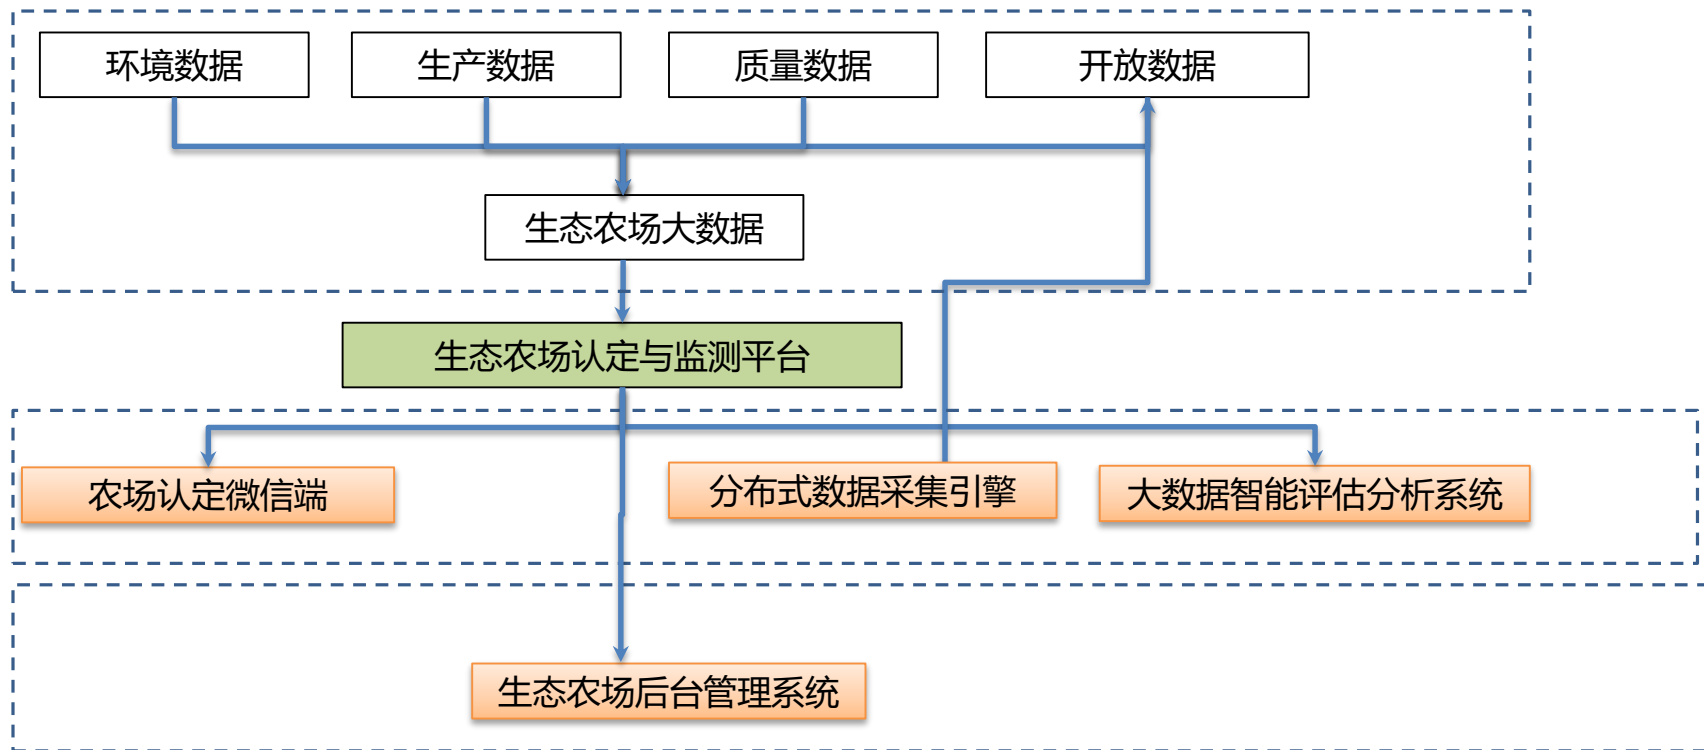 环境数据
生产数据
质量数据
开放数据
生态农场大数据
生态农场认定与监测平台
农场认定微信端
分布式数据采集引擎
大数据智能评估分析系统
生态农场后台管理系统